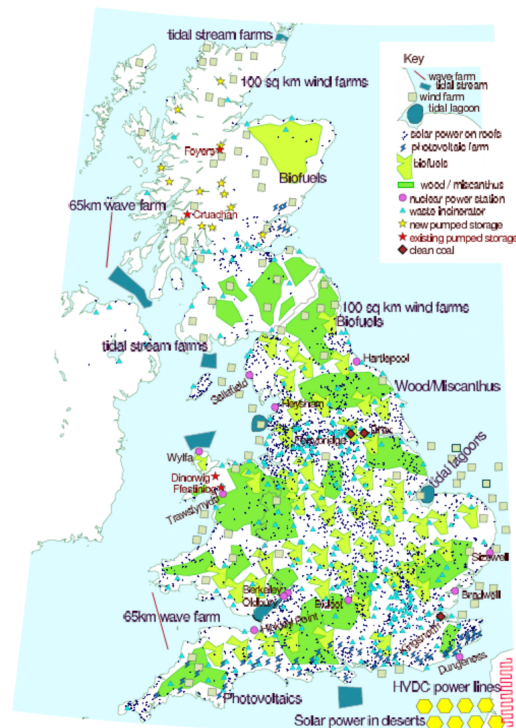 tidal stream farms
100 sq km wind farms
Key
wave farm
tidal stream
wind farm
tidal lagoon
solar power on roofs
photovoltaic farm
biofuels
wood / miscanthus
nuclear power station
waste incinerator
new pumped storage
existing pumped storage
clean coal
Foyers
Biofuels
65km wave farm
Cruachan
100 sq km wind farms
Biofuels
tidal stream farms
Hartlepool
Sellafield
Wood/Miscanthus
Heysham
Drax
Ferrybridge
Wylfa
tidal lagoons
Dinorwig
Ffestiniog
Trawsfynydd
Sizewell
Berkeley
Oldbury
Didcot
Bradwell
65km wave farm
Hinkley Point
Kingsnorth
Dungeness
Photovoltaics
HVDC power lines
Solar power in deserts